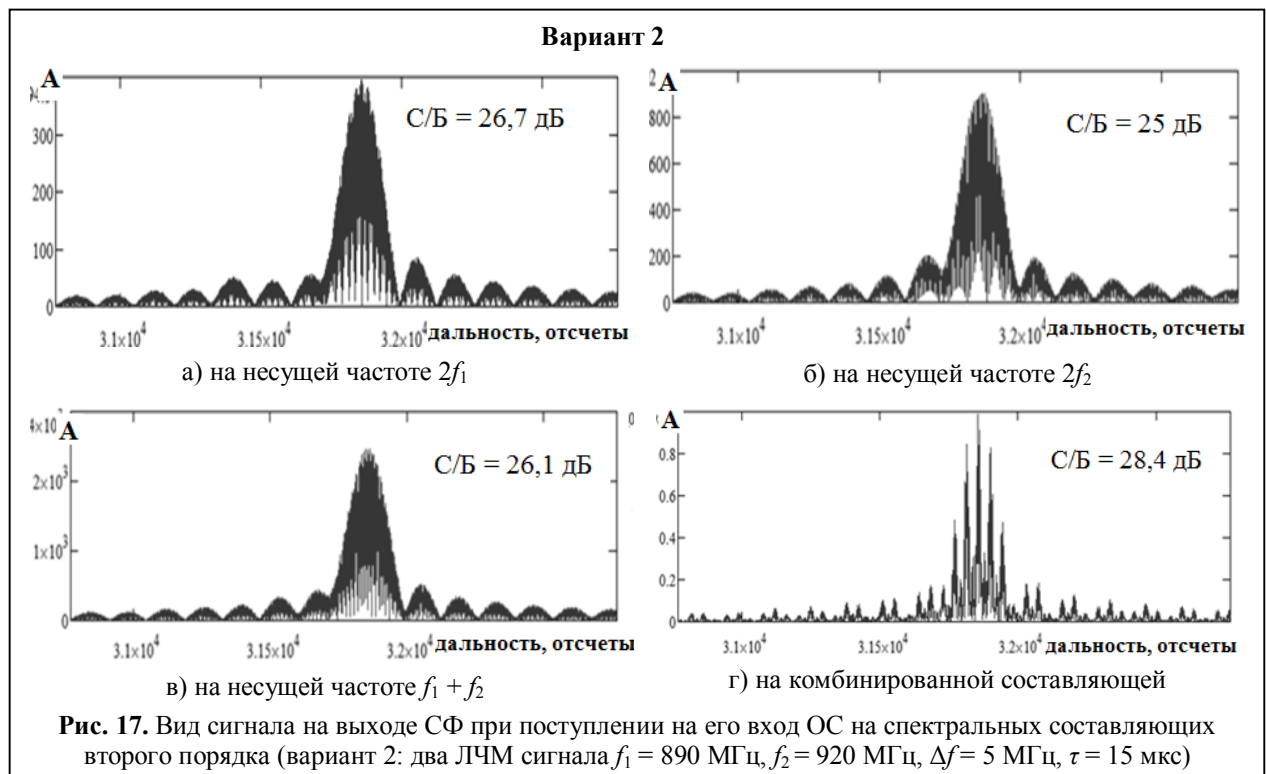 Вариант 2
А
С/Б = 26,7 дБ
300
200
100
0
3.1×10⁴
3.15×10⁴
3.2×10⁴
дальность, отсчеты
а) на несущей частоте 2f₁
А
С/Б = 25 дБ
800
600
400
200
0
3.1×10⁴
3.15×10⁴
3.2×10⁴
дальность, отсчеты
б) на несущей частоте 2f₂
А
С/Б = 26,1 дБ
2×10³
1×10³
0
3.1×10⁴
3.15×10⁴
3.2×10⁴
дальность, отсчеты
в) на несущей частоте f₁ + f₂
А
С/Б = 28,4 дБ
0.8
0.6
0.4
0.2
0
3.1×10⁴
3.15×10⁴
3.2×10⁴
дальность, отсчеты
г) на комбинированной составляющей
Рис. 17. Вид сигнала на выходе СФ при поступлении на его вход ОС на спектральных составляющих
второго порядка (вариант 2: два ЛЧМ сигнала f₁ = 890 МГц, f₂ = 920 МГц, Δf = 5 МГц, τ = 15 мкс)